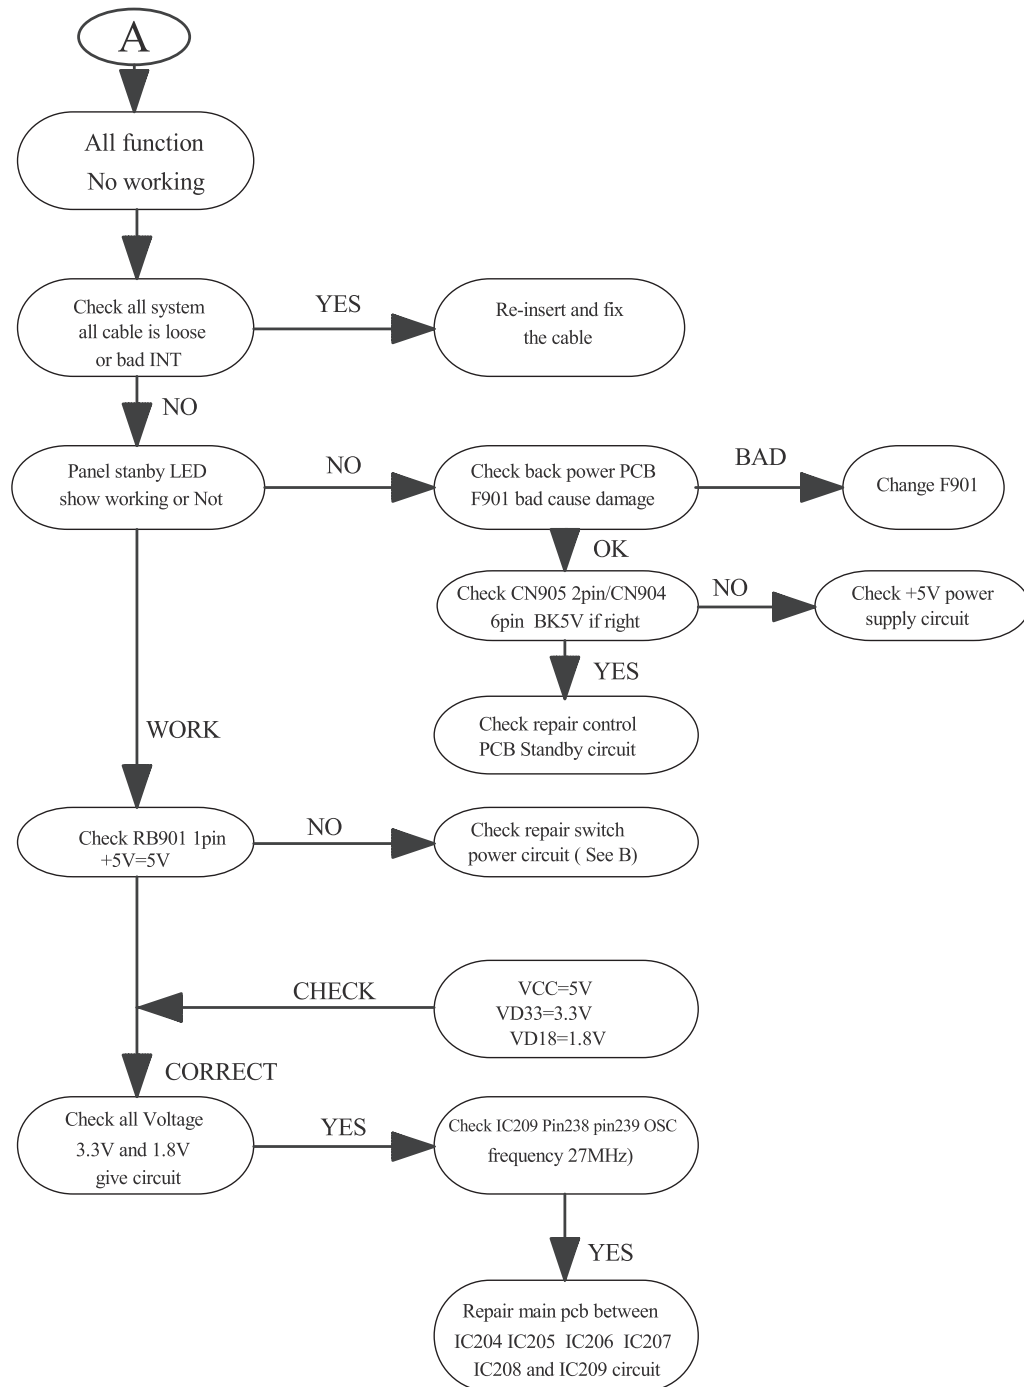 A
All function
No working
Check all system
all cable is loose
or bad INT
YES
Re-insert and fix
the cable
NO
Panel stanby LED
show working or Not
NO
Check back power PCB
F901 bad cause damage
BAD
Change F901
OK
Check CN905 2pin/CN904
6pin BK5V if right
NO
Check +5V power
supply circuit
YES
Check repair control
PCB Standby circuit
WORK
Check RB901 1pin
+5V=5V
NO
Check repair switch
power circuit ( See B)
CHECK
VCC=5V
VD33=3.3V
VD18=1.8V
CORRECT
Check all Voltage
3.3V and 1.8V
give circuit
YES
Check IC209 Pin238 pin239 OSC
frequency 27MHz)
YES
Repair main pcb between
IC204 IC205 IC206 IC207
IC208 and IC209 circuit